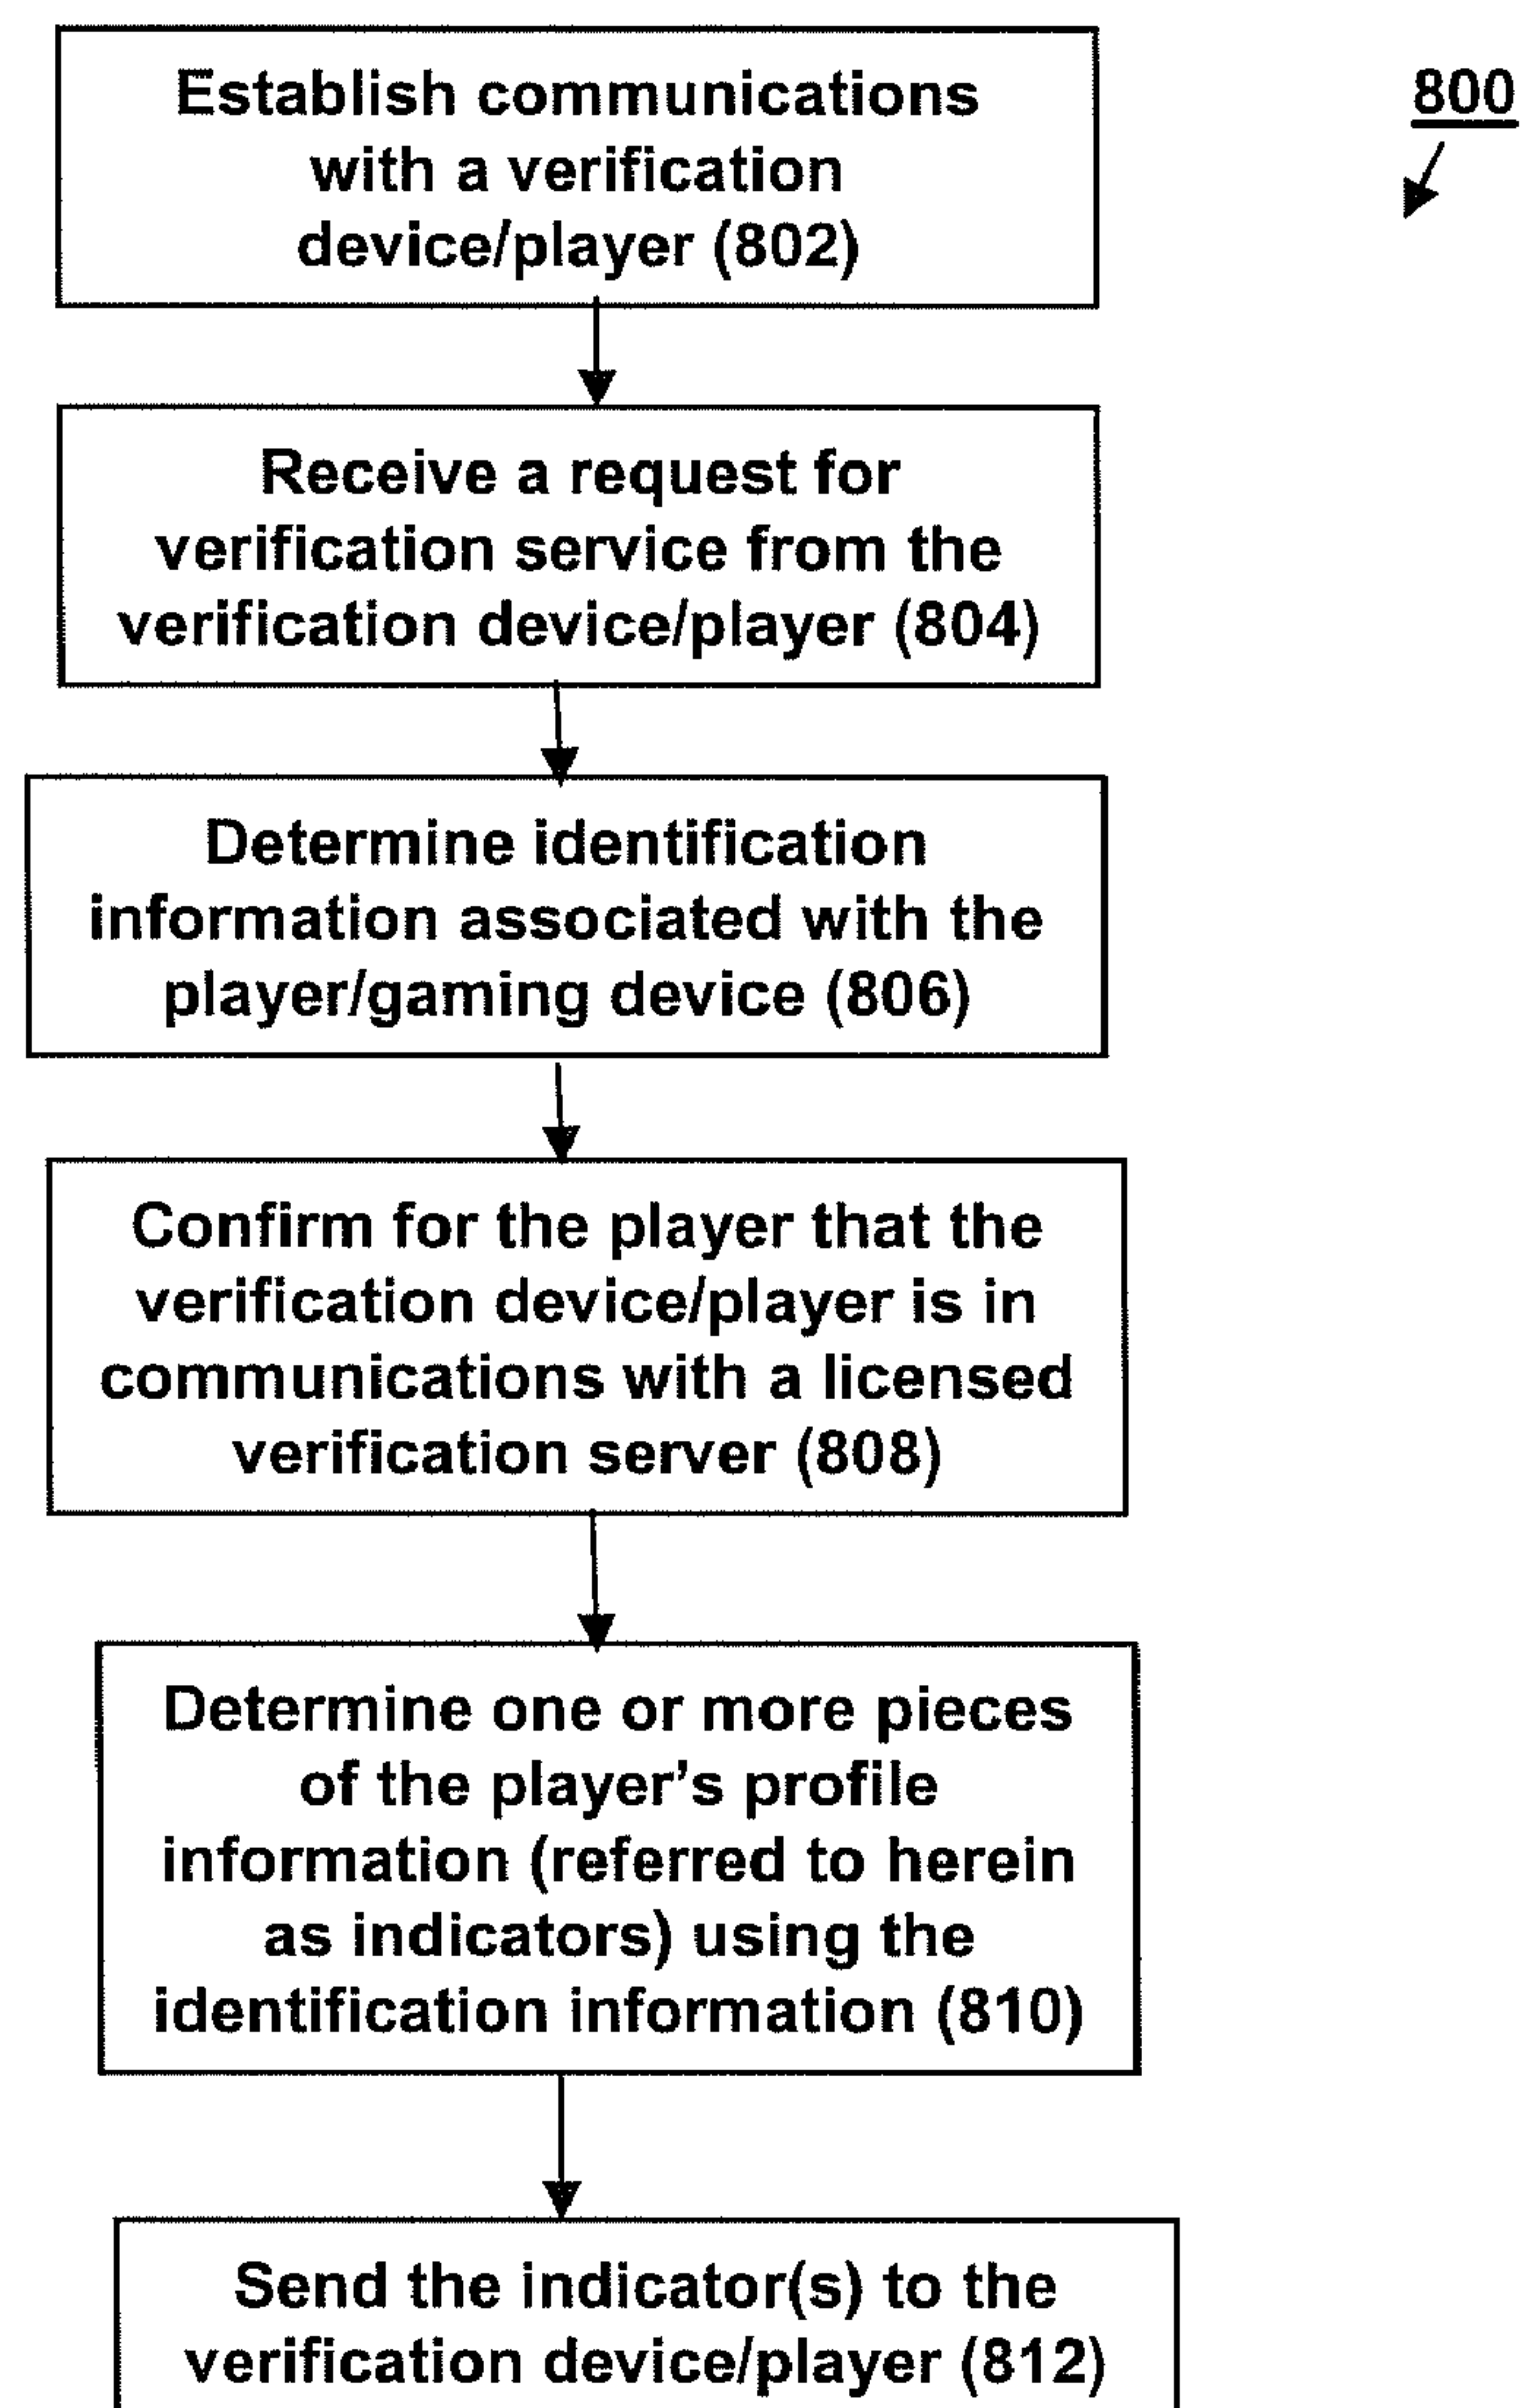 Establish communications
with a verification
device/player (802)
800
Receive a request for
verification service from the
verification device/player (804)
Determine identification
information associated with the
player/gaming device (806)
Confirm for the player that the
verification device/player is in
communications with a licensed
verification server (808)
Determine one or more pieces
of the player's profile
information (referred to herein
as indicators) using the
identification information (810)
Send the indicator(s) to the
verification device/player (812)